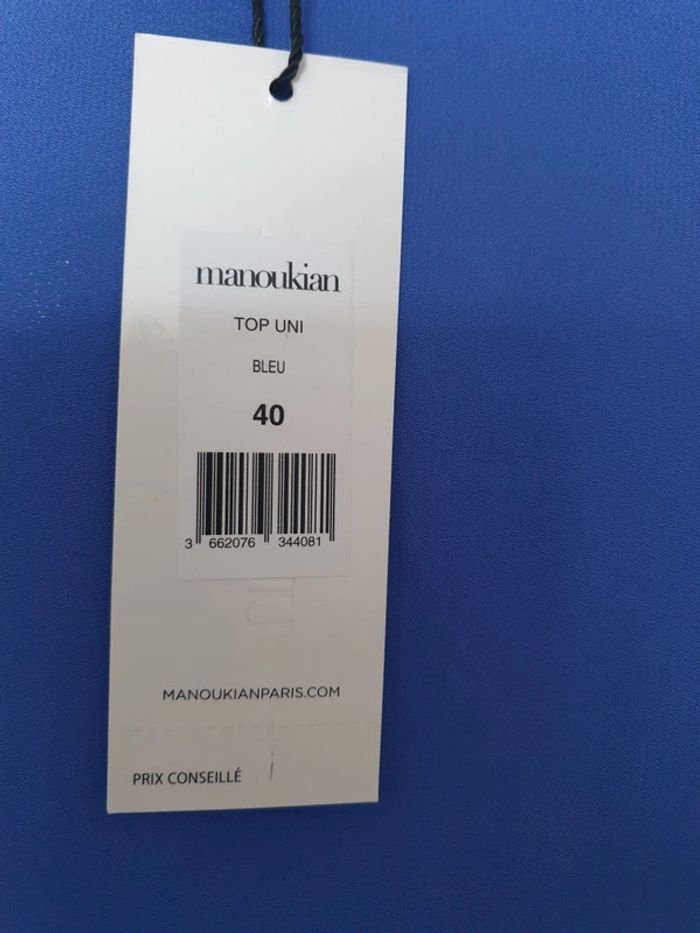 manoukian
TOP UNI
BLEU
40
3 662076 344081
MANOUKIANPARIS.COM
PRIX CONSEILLÉ